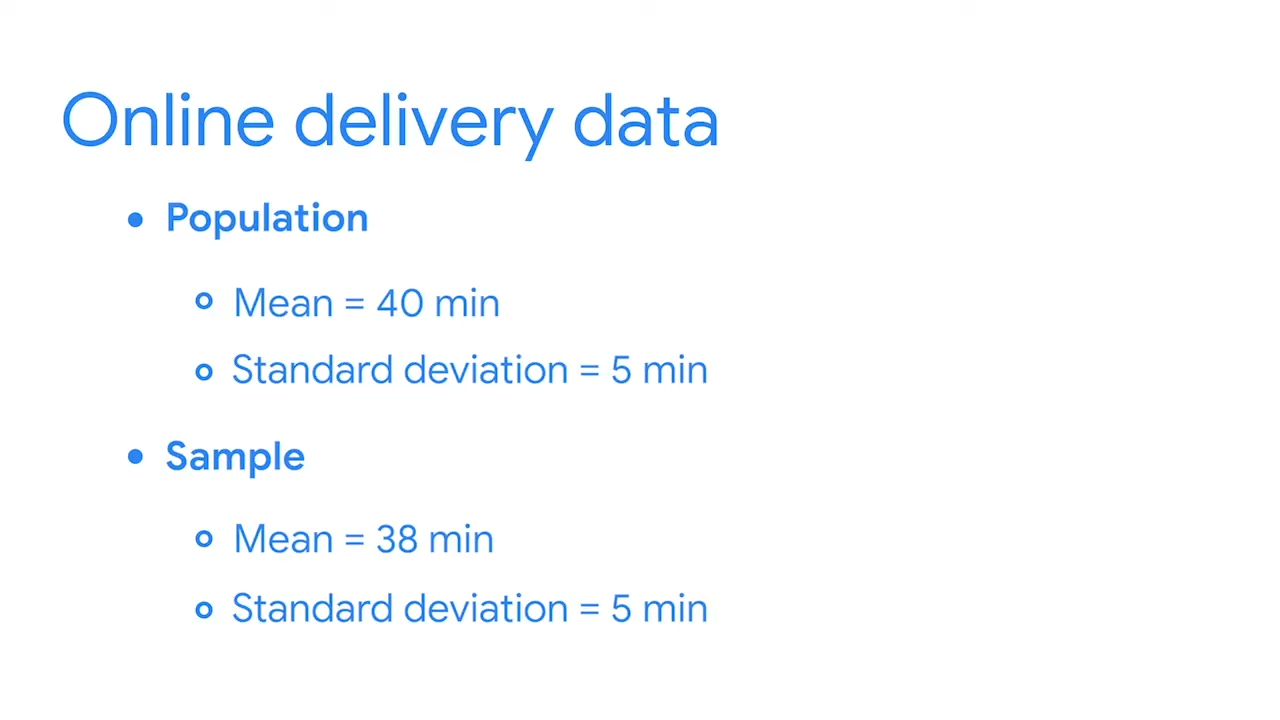 Online delivery data
• Population
○ Mean = 40 min
○ Standard deviation = 5 min
• Sample
○ Mean = 38 min
○ Standard deviation = 5 min